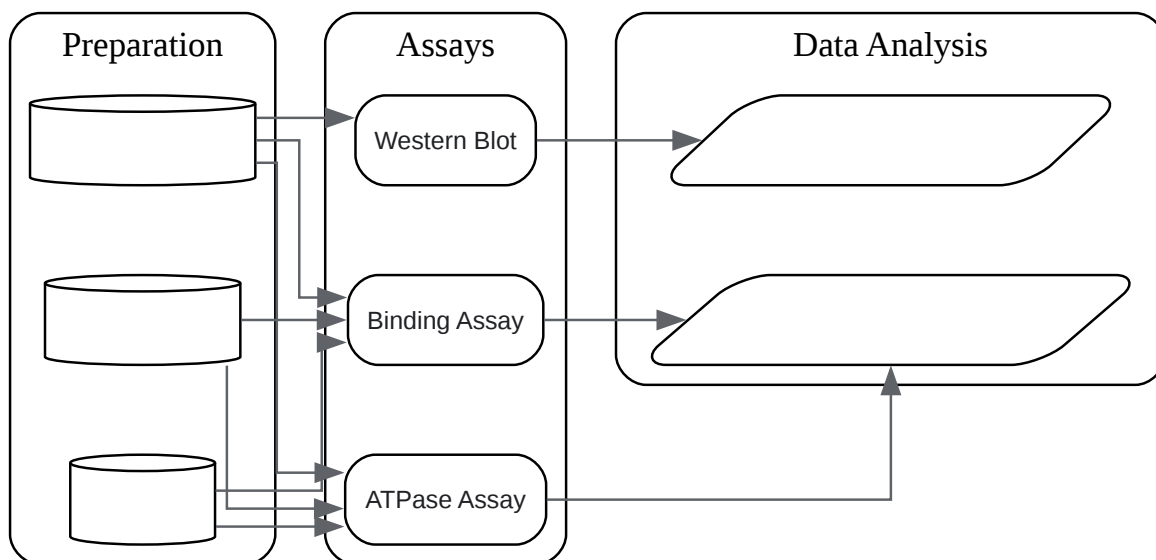 Preparation
Assays
Data Analysis
Western Blot
Binding Assay
ATPase Assay